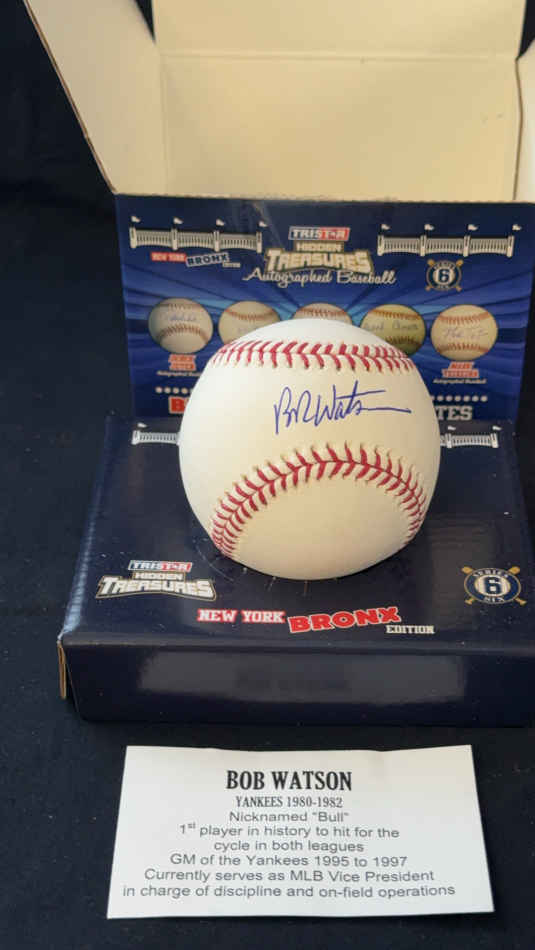 TRISTAR
HIDDEN
TREASURES
Autographed Baseball
NEW YORK BRONX EDITION
6
Bob Watson
TRISTAR
HIDDEN
TREASURES
NEW YORK BRONX EDITION
SERIES
6
SIX
BOB WATSON
YANKEES 1980-1982
Nicknamed “Bull”
1st player in history to hit for the
cycle in both leagues
GM of the Yankees 1995 to 1997
Currently serves as MLB Vice President
in charge of discipline and on-field operations